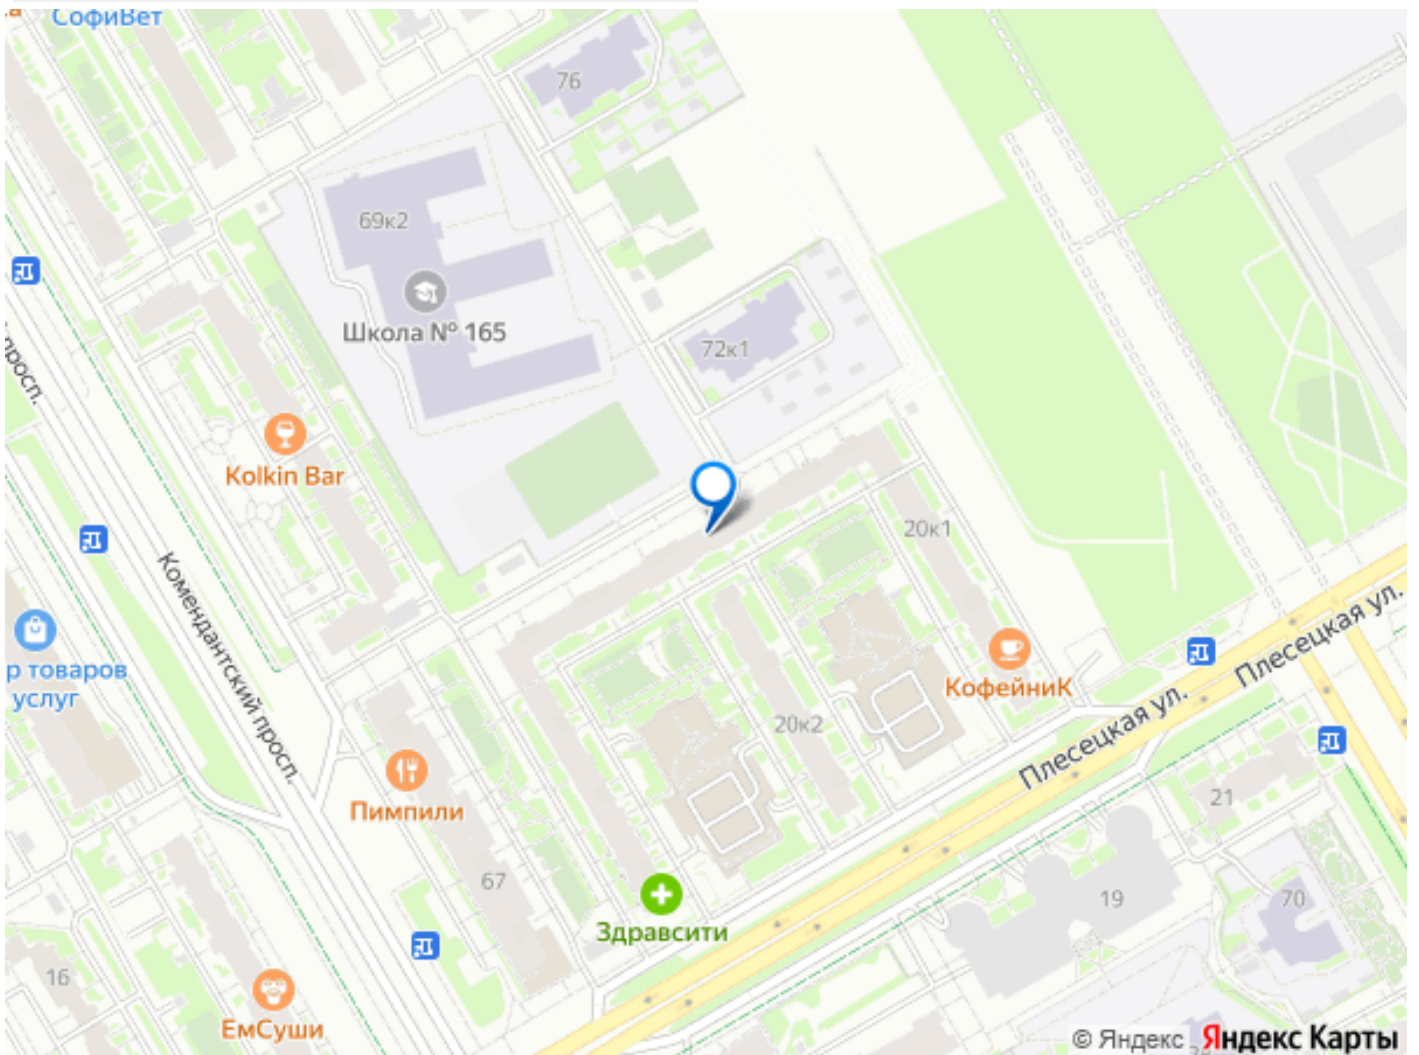 СофиВет
76
69к2
Школа № 165
72к1
просп.
Kolkin Bar
20к1
Комендантский просп.
Плесецкая ул.
КофейниК
р товаров
услуг
Плесецкая ул.
20к2
Пимпили
21
67
19
70
Здравсити
16
ЕмСуши
© Яндекс Яндекс Карты